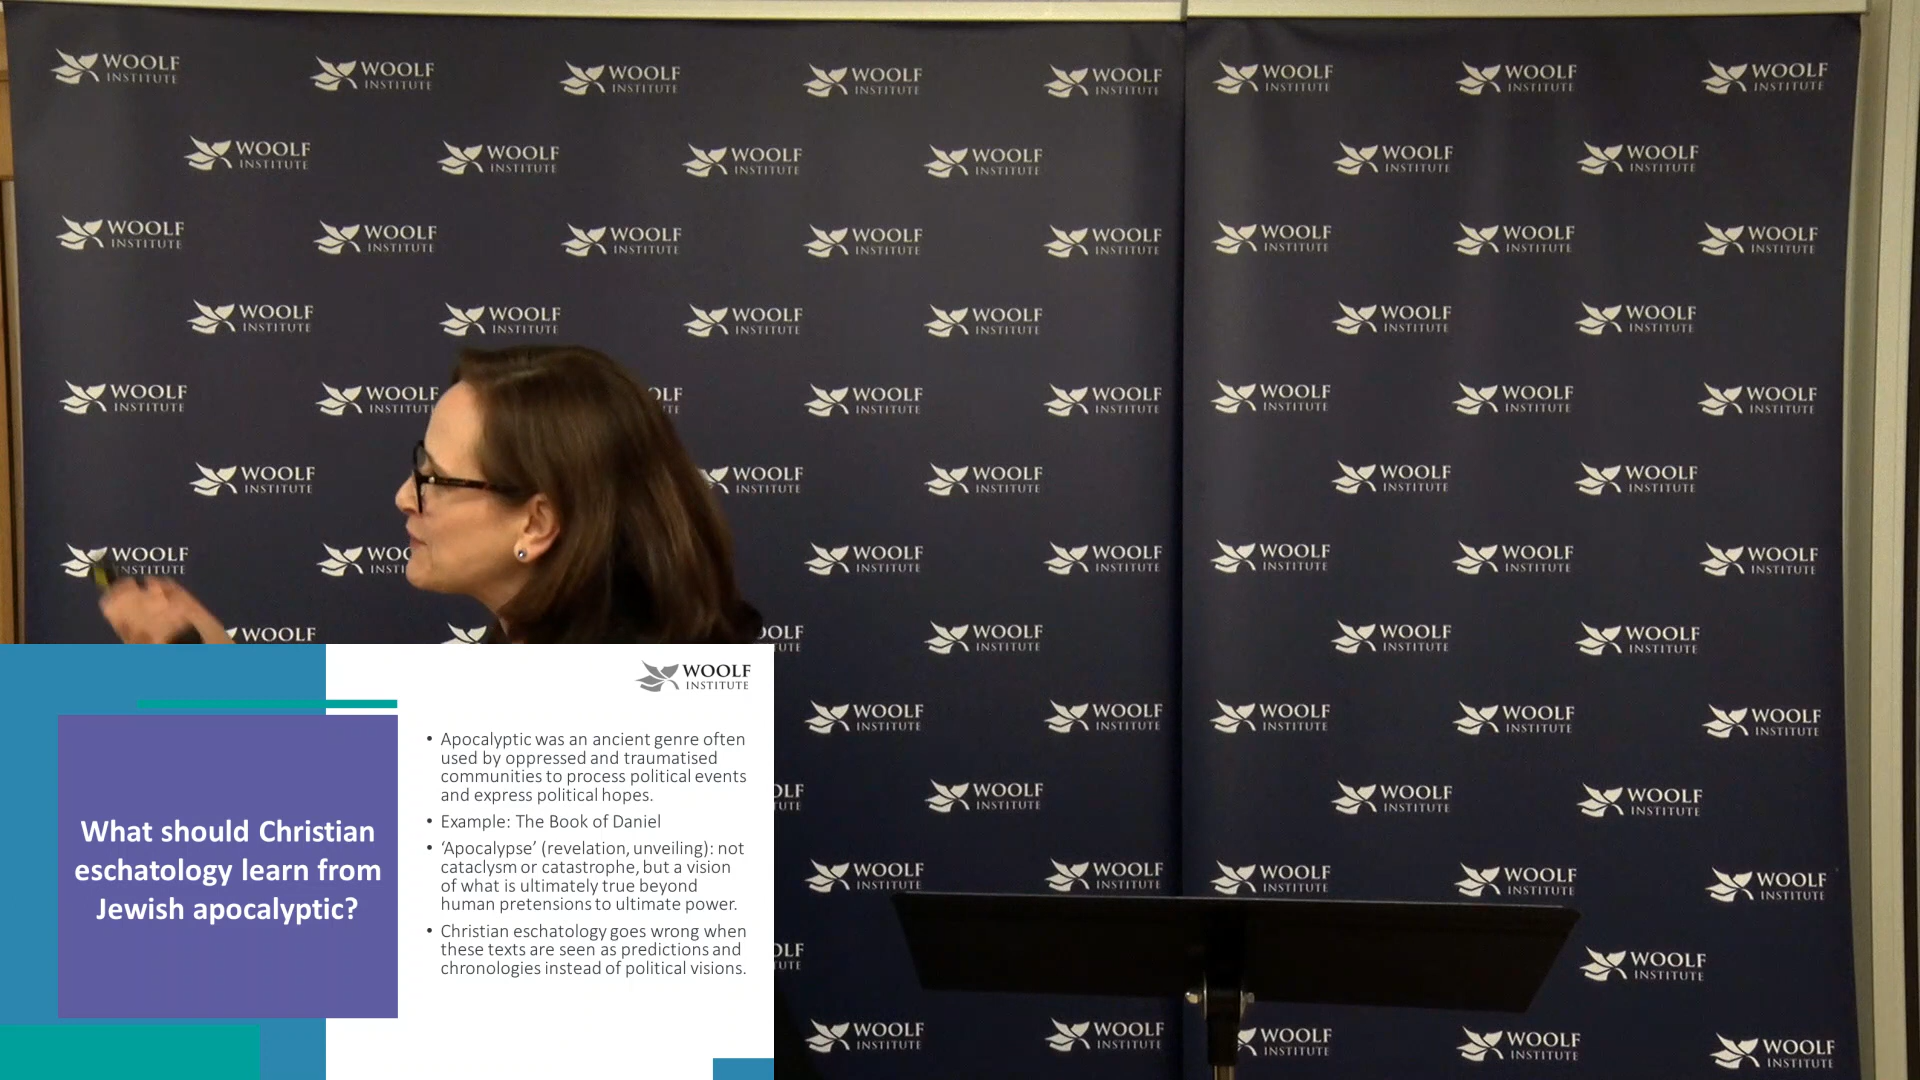 WOOLF
INSTITUTE
WOOLF
INSTITUTE
What should Christian
eschatology learn from
Jewish apocalyptic?
• Apocalyptic was an ancient genre often
used by oppressed and traumatised
communities to process political events
and express political hopes.
• Example: The Book of Daniel
• ‘Apocalypse’ (revelation, unveiling): not
cataclysm or catastrophe, but a vision
of what is ultimately true beyond
human pretensions to ultimate power.
• Christian eschatology goes wrong when
these texts are seen as predictions and
chronologies instead of political visions.